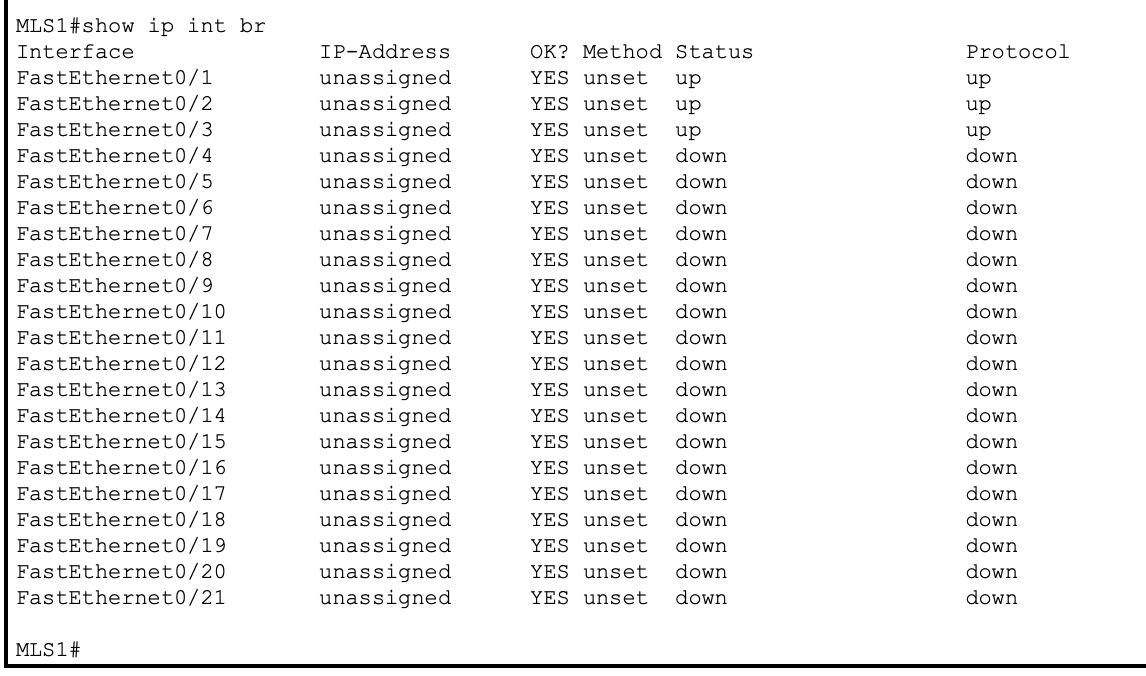 MLS1#show ip int br
Interface IP-Address OK? Method Status Protocol
FastEthernet0/1 unassigned YES unset up up
FastEthernet0/2 unassigned YES unset up up
FastEthernet0/3 unassigned YES unset up up
FastEthernet0/4 unassigned YES unset down down
FastEthernet0/5 unassigned YES unset down down
FastEthernet0/6 unassigned YES unset down down
FastEthernet0/7 unassigned YES unset down down
FastEthernet0/8 unassigned YES unset down down
FastEthernet0/9 unassigned YES unset down down
FastEthernet0/10 unassigned YES unset down down
FastEthernet0/11 unassigned YES unset down down
FastEthernet0/12 unassigned YES unset down down
FastEthernet0/13 unassigned YES unset down down
FastEthernet0/14 unassigned YES unset down down
FastEthernet0/15 unassigned YES unset down down
FastEthernet0/16 unassigned YES unset down down
FastEthernet0/17 unassigned YES unset down down
FastEthernet0/18 unassigned YES unset down down
FastEthernet0/19 unassigned YES unset down down
FastEthernet0/20 unassigned YES unset down down
FastEthernet0/21 unassigned YES unset down down
MLS1#